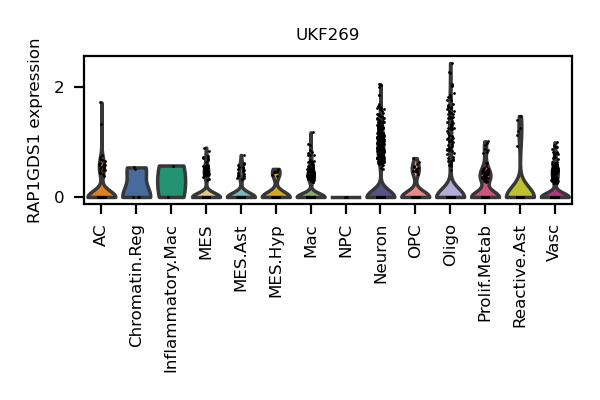 UKF269
RAP1GDS1 expression
2
0
AC
Chromatin.Reg
Inflammatory.Mac
MES
MES.Ast
MES.Hyp
Mac
NPC
Neuron
OPC
Oligo
Prolif.Metab
Reactive.Ast
Vasc